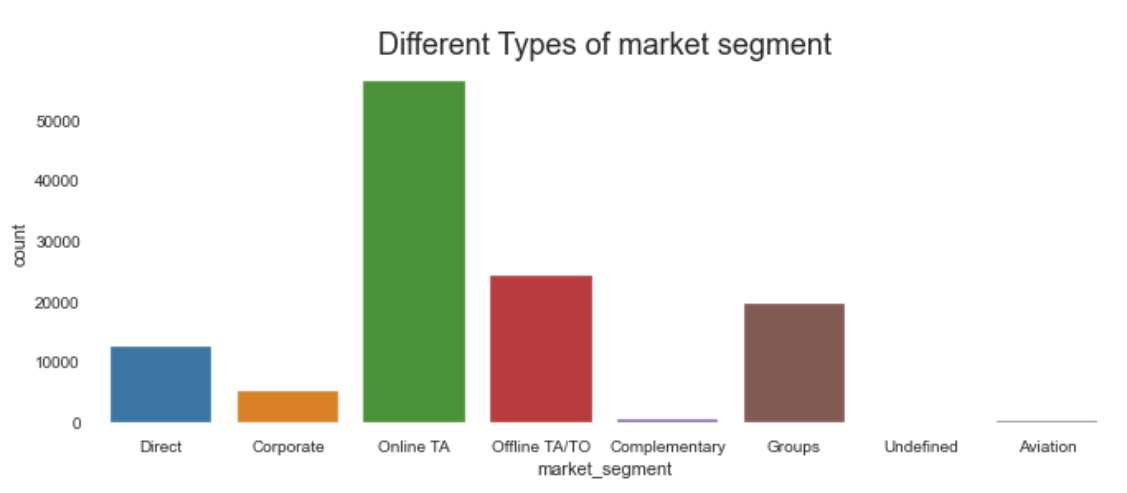 Different Types of market segment
50000
40000
30000
20000
10000
0
count
Direct Corporate Online TA Offline TA/TO Complementary Groups Undefined Aviation
market_segment